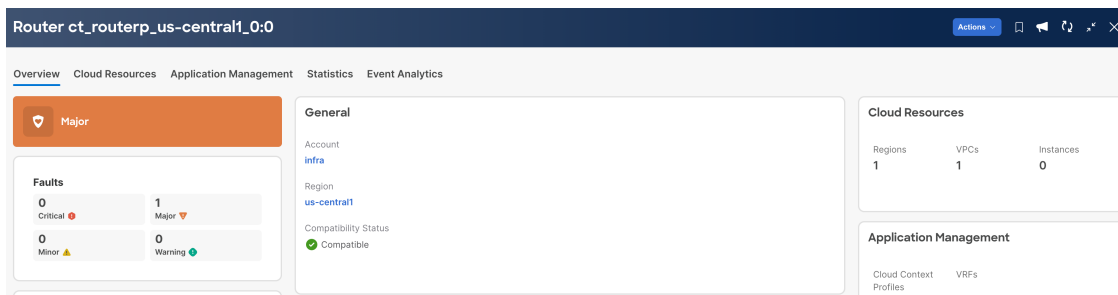 Router ct_routerp_us-central1_0:0
Actions
Overview Cloud Resources Application Management Statistics Event Analytics
Major
Faults
0
Critical
1
Major
0
Minor
0
Warning
General
Account
infra
Region
us-central1
Compatibility Status
Compatible
Cloud Resources
Regions VPCs Instances
1 1 0
Application Management
Cloud Context
Profiles
VRFs